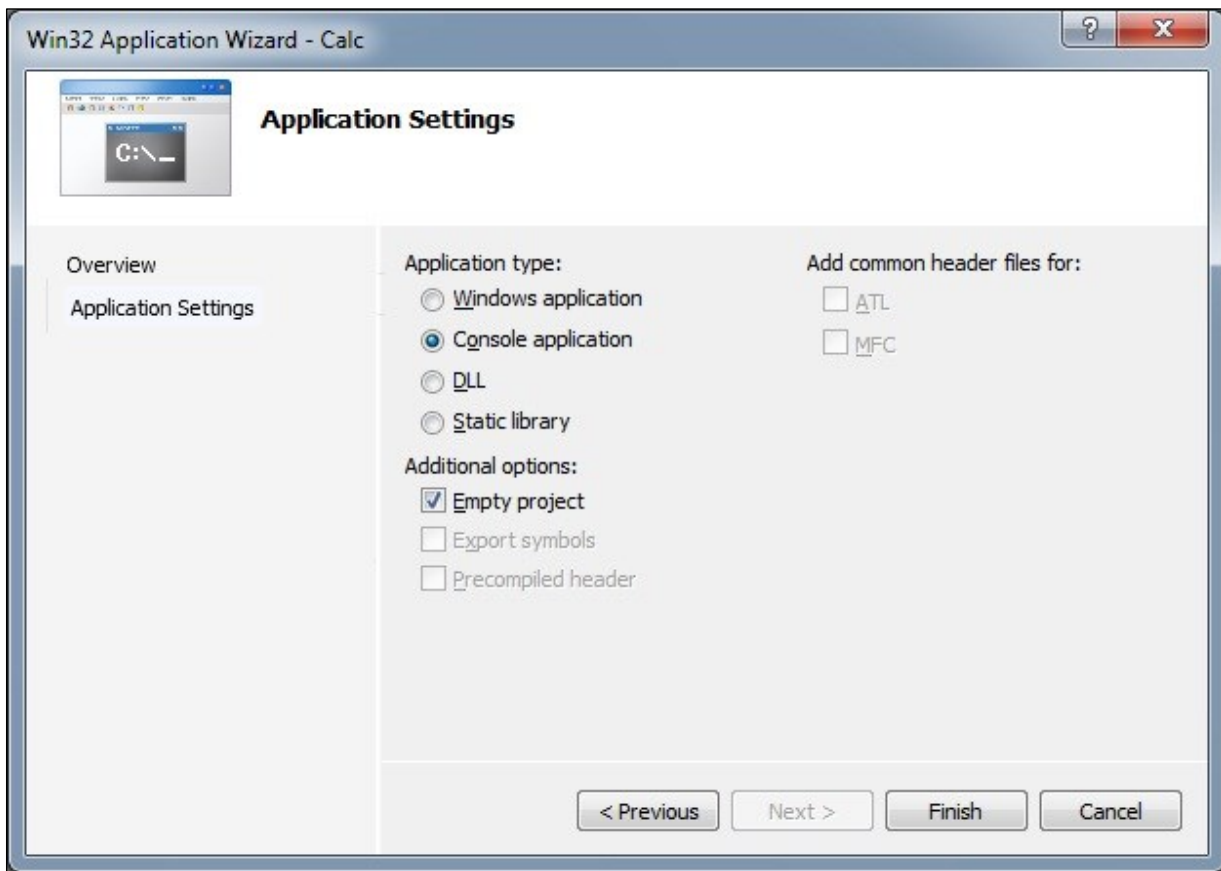 Win32 Application Wizard - Calc
C:\_
Application Settings
Overview
Application Settings
Application type:
Windows application
Console application
DLL
Static library
Additional options:
Empty project
Export symbols
Precompiled header
Add common header files for:
ATL
MFC
< Previous
Next >
Finish
Cancel